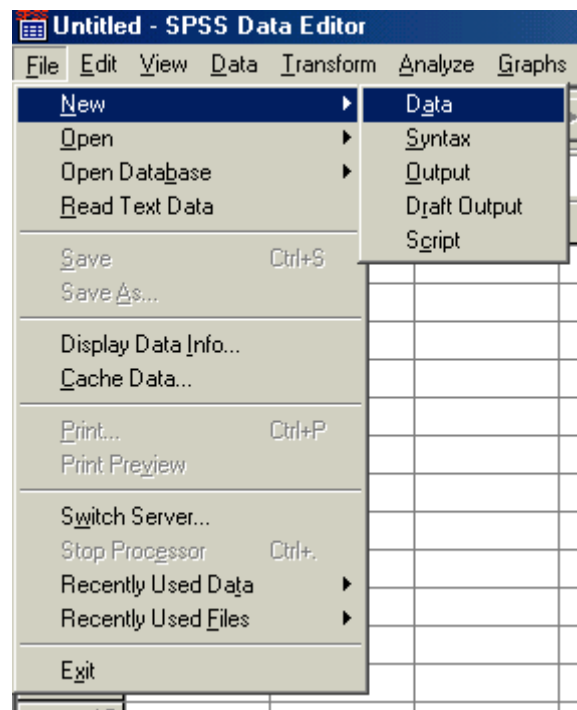 SPSS
Untitled - SPSS Data Editor
File Edit View Data Transform Analyze Graphs
New
Open
Open Database
Read Text Data
Save Ctrl+S
Save As...
Display Data Info...
Cache Data...
Print... Ctrl+P
Print Preview
Switch Server...
Stop Processor Ctrl+.
Recently Used Data
Recently Used Files
Exit
Data
Syntax
Output
Draft Output
Script